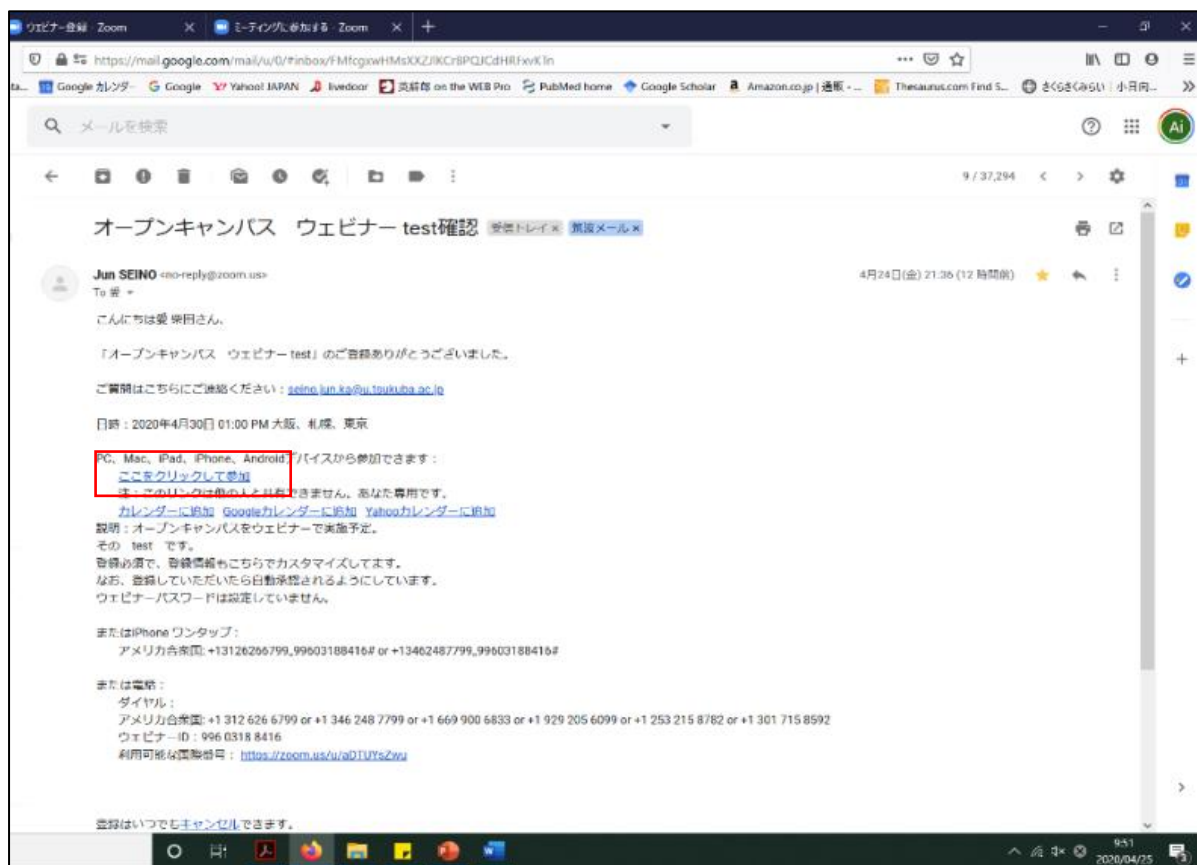 ウェビナー登録 - Zoom
ミーティングに参加する - Zoom
https://mail.google.com/mail/u/0/#inbox/
Google カレンダー Google Yahoo! JAPAN livedoor 英辞郎 on the WEB Pro PubMed home Google Scholar Amazon.co.jp | 通販 - ... Thesaurus.com Find S... さくらさくみらい | 小日向...
メールを検索
Ai
9 / 37,294
オープンキャンパス ウェビナー test確認 受信トレイ × 筑波メール ×
Jun SEINO <no-reply@zoom.us>
4月24日(金) 21:36 (12 時間前)
To 愛
こんにちは愛 柴田さん、
「オープンキャンパス ウェビナー test」のご登録ありがとうございました。
ご質問はこちらにご連絡ください : seino.jun.ka@u.tsukuba.ac.jp
日時 : 2020年4月30日 01:00 PM 大阪、札幌、東京
PC、Mac、iPad、iPhone、Androidデバイスから参加できます :
ここをクリックして参加
注 : このリンクは他の人と共有できません。あなた専用です。
カレンダーに追加 Googleカレンダーに追加 Yahooカレンダーに追加
説明 : オープンキャンパスをウェビナーで実施予定。
その test です。
登録必須で、登録情報もこちらでカスタマイズしてます。
なお、登録していただいたら自動承認されるようにしています。
ウェビナーパスワードは設定していません。
またはiPhone ワンタップ :
アメリカ合衆国: +13126266799,,99603188416# or +13462487799,,99603188416#
または電話 :
ダイヤル :
アメリカ合衆国: +1 312 626 6799 or +1 346 248 7799 or +1 669 900 6833 or +1 929 205 6099 or +1 253 215 8782 or +1 301 715 8592
ウェビナーID : 996 0318 8416
利用可能な国際番号 : https://zoom.us/u/aDTUYsZwu
登録はいつでもキャンセルできます。
9:51
2020/04/25